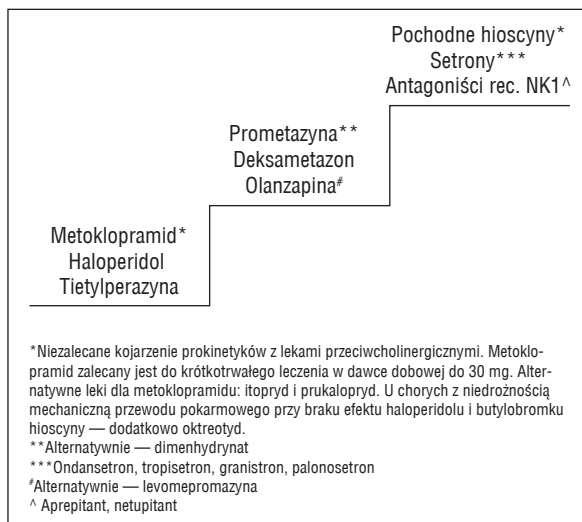 Pochodne hioscyny*
Setrony***
Antagoniści rec. NK1^
Prometazyna**
Deksametazon
Olanzapina#
Metoklopramid*
Haloperidol
Tietylperazyna
*Niezalecane kojarzenie prokinetyków z lekami przeciwcholinergicznymi. Metoklo-
pramid zalecany jest do krótkotrwałego leczenia w dawce dobowej do 30 mg. Alter-
natywne leki dla metoklopramidu: itopryd i prukalopryd. U chorych z niedrożnością
mechaniczną przewodu pokarmowego przy braku efektu haloperidolu i butylobromku
hioscyny — dodatkowo oktreotyd.
**Alternatywnie — dimenhydrynat
***Ondansetron, tropisetron, granistron, palonosetron
#Alternatywnie — levomepromazyna
^ Aprepitant, netupitant